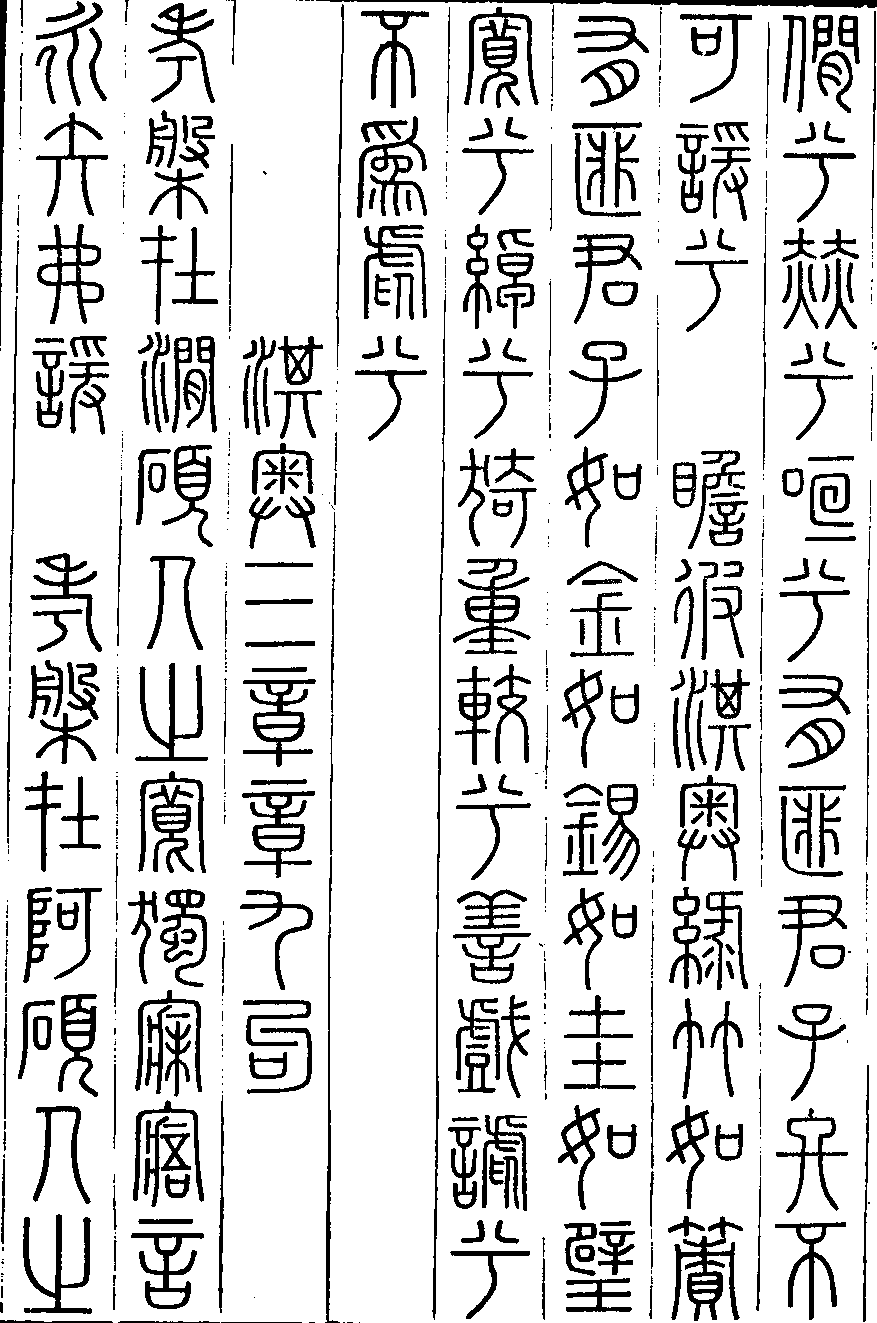 僩兮赫兮咺兮有匪君子終不
可諼兮　瞻彼淇奧綠竹如簀
有匪君子如金如錫如圭如璧
寬兮綽兮猗重較兮善戲謔兮
不爲虐兮
淇奧三章章九句
考槃在澗碩人之寬獨寐寤言
永矢弗諼　考槃在阿碩人之